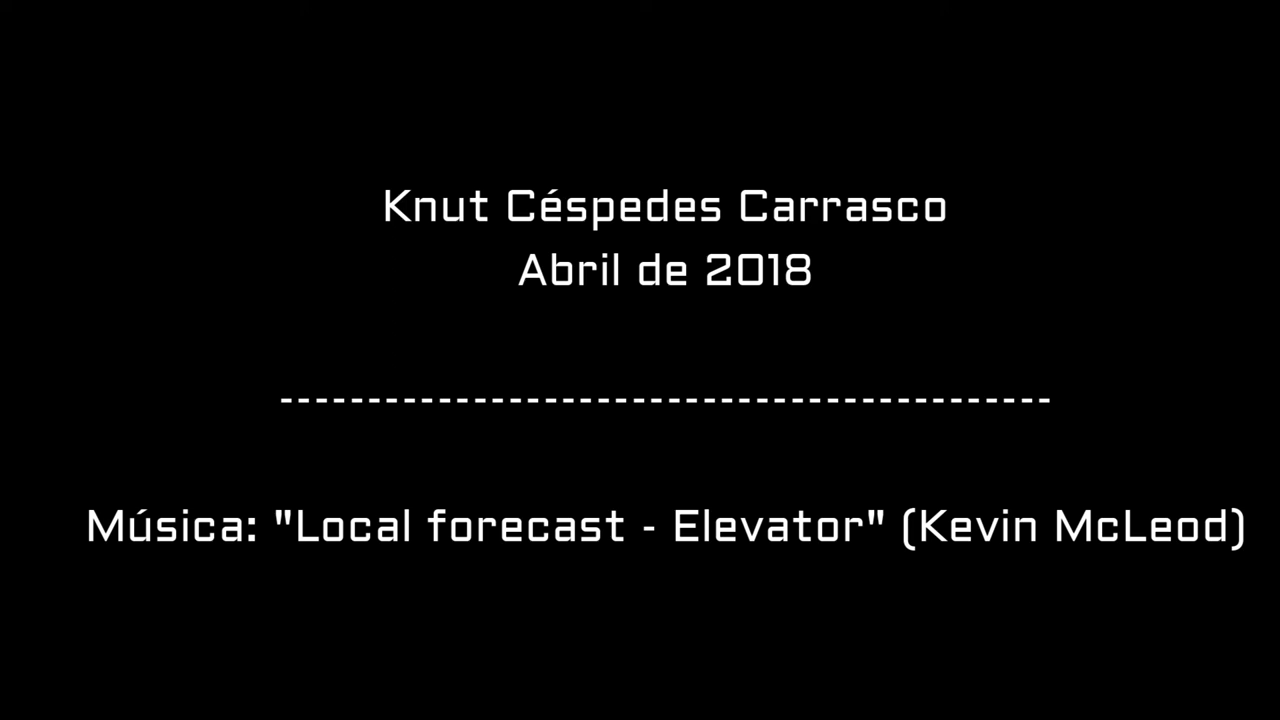 Knut Céspedes Carrasco
Abril de 2018
--------------------------------------------
Música: "Local forecast - Elevator" (Kevin McLeod)